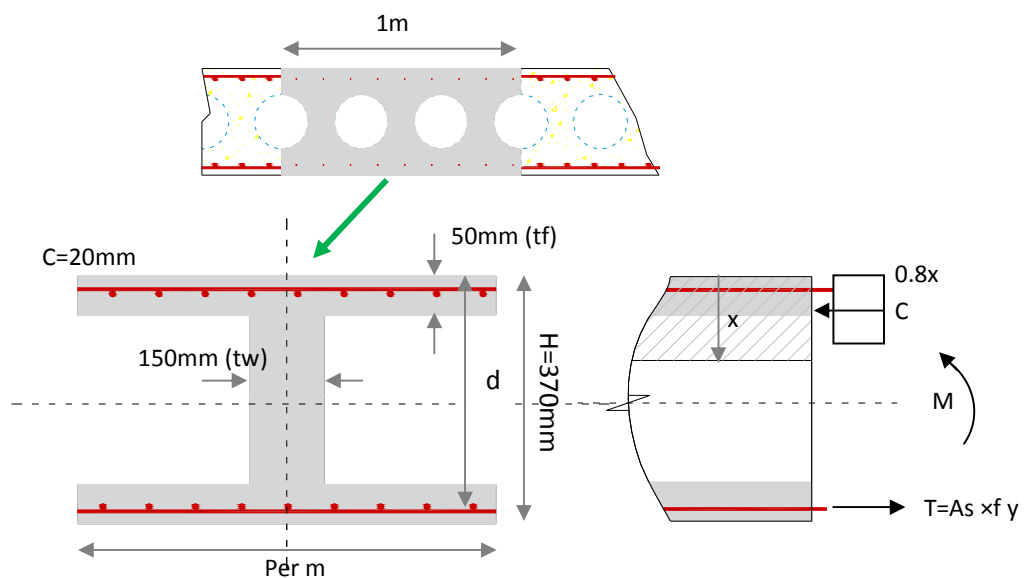 1m
C=20mm
50mm (tf)
0.8x
C
x
150mm (tw)
d
H=370mm
M
T=As ×f y
Per m